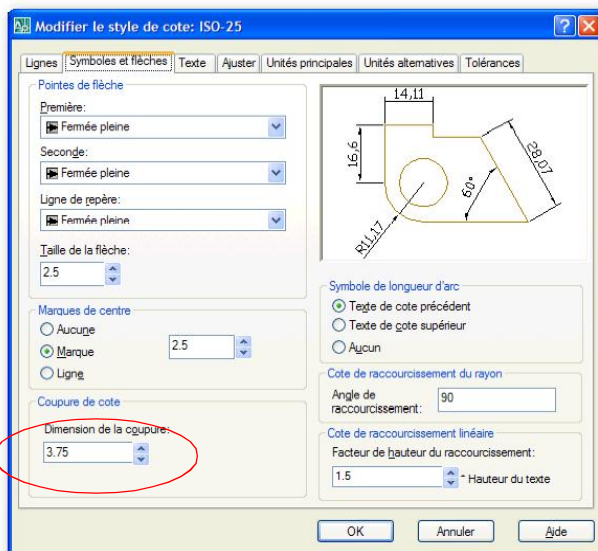 Modifier le style de cote: ISO-25
Lignes Symboles et flèches Texte Ajuster Unités principales Unités alternatives Tolérances
Pointes de flèche
Première:
Fermée pleine
Seconde:
Fermée pleine
Ligne de repère:
Fermée pleine
Taille de la flèche:
2.5
Marques de centre
Aucune
Marque
2.5
Ligne
Coupure de cote
Dimension de la coupure:
3.75
14,11
16,6
28,07
60°
R11,17
Symbole de longueur d'arc
Texte de cote précédent
Texte de cote supérieur
Aucun
Cote de raccourcissement du rayon
Angle de
raccourcissement:
90
Cote de raccourcissement linéaire
Facteur de hauteur du raccourcissement:
1.5
* Hauteur du texte
OK Annuler Aide